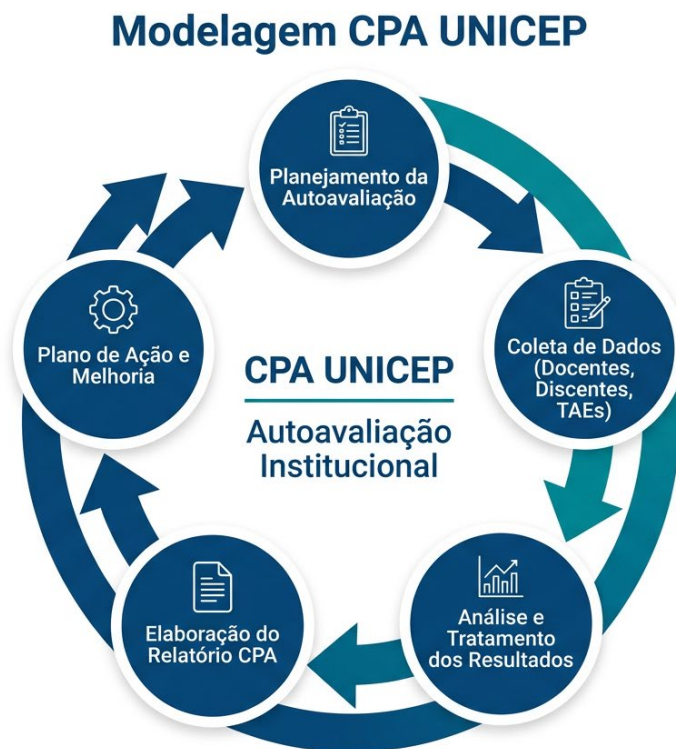 Modelagem CPA UNICEP
Planejamento da
Autoavaliação
Coleta de Dados
(Docentes,
Discentes,
TAEs)
Análise e
Tratamento
dos Resultados
Elaboração do
Relatório CPA
Plano de Ação e
Melhoria
CPA UNICEP
Autoavaliação
Institucional